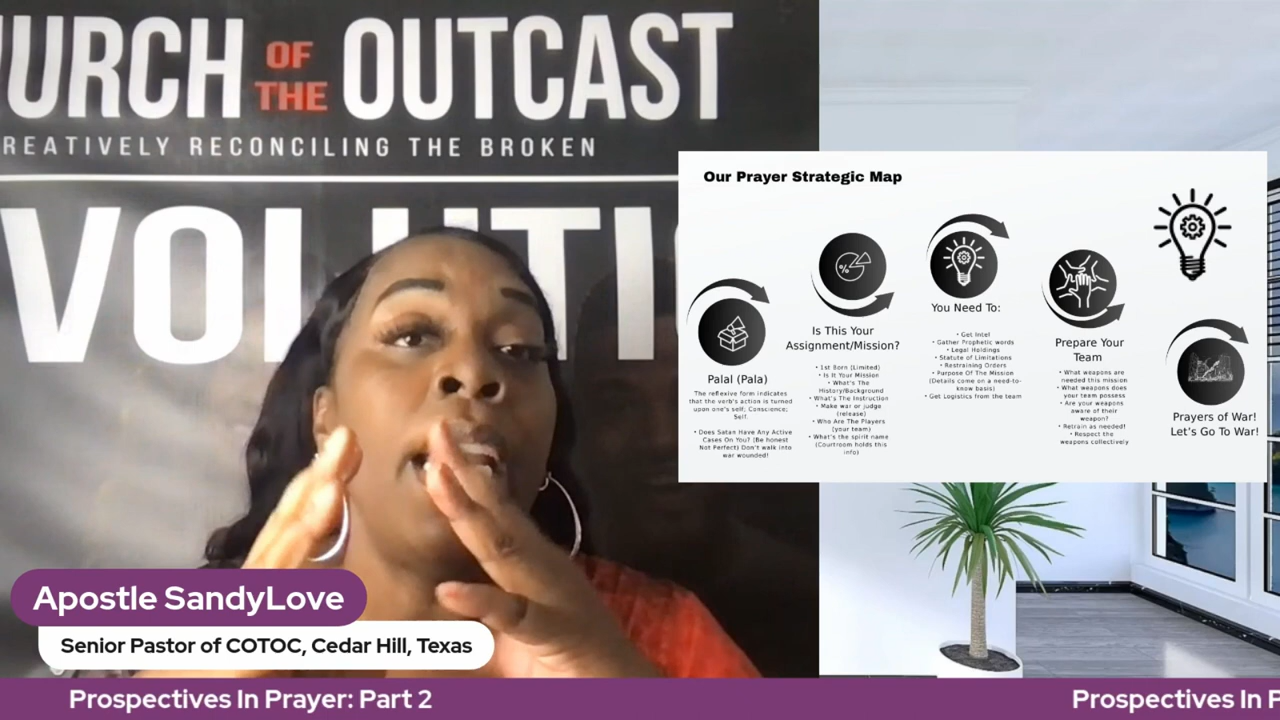 URCH OF THE OUTCAST
REATIVELY RECONCILING THE BROKEN
VOLUTI
Our Prayer Strategic Map
Palal (Pala)
The reflexive form indicates
that the verb's action is turned
upon one's self; Conscience;
Self.
• Does Satan Have Any Active
Cases On You? (Be honest
Not Perfect) Don't walk into
war wounded!
Is This Your
Assignment/Mission?
• 1st Born (Limited)
• Is It Your Mission
• What's The
History/Background
• What's The Instruction
• Make war or judge
(release)
• Who Are The Players
(your team)
• What's the spirit name
(Courtroom holds this
info)
You Need To:
• Get Intel
• Gather Prophetic words
• Legal Holdings
• Statute of Limitations
• Restraining Orders
• Purpose Of The Mission
(Details come on a need-to-
know basis)
• Get Logistics from the team
Prepare Your
Team
• What weapons are
needed this mission
• What weapons does
your team possess
• Are your weapons
aware of their
weapon?
• Retrain as needed!
• Respect the
weapons collectively
Prayers of War!
Let's Go To War!
Apostle SandyLove
Senior Pastor of COTOC, Cedar Hill, Texas
Prospectives In Prayer: Part 2
Prospectives In P